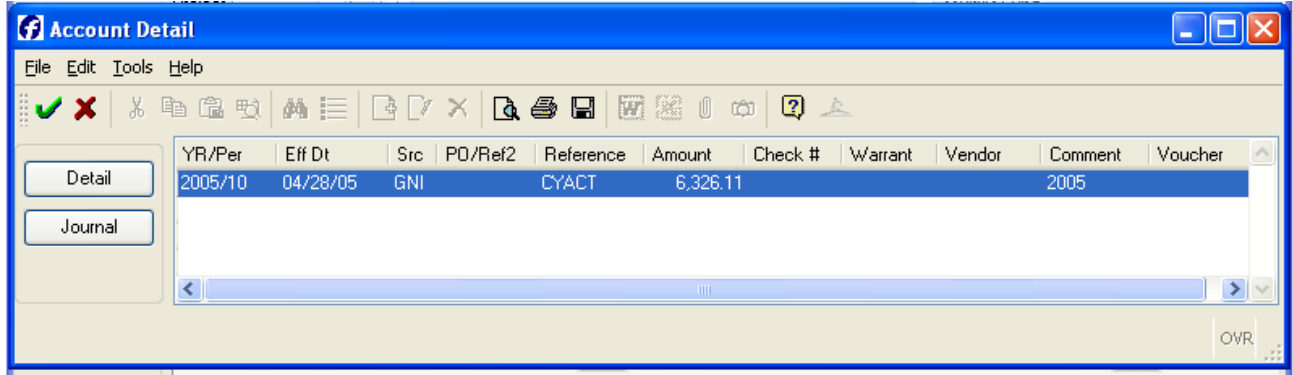 Account Detail
File Edit Tools Help
Detail
Journal
YR/Per Eff Dt Src PO/Ref2 Reference Amount Check # Warrant Vendor Comment Voucher
2005/10 04/28/05 GNI CYACT 6,326.11 2005
OVR